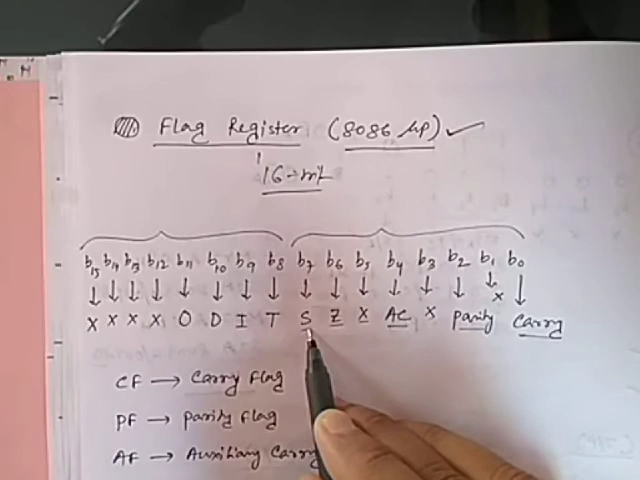 Flag Register (8086 μp)
16-bit
b15 b14 b13 b12 b11 b10 b9 b8 b7 b6 b5 b4 b3 b2 b1 b0
X X X X O D I T S Z X AC X Parity X Carry
CF → Carry Flag
PF → Parity Flag
AF → Auxiliary Carry